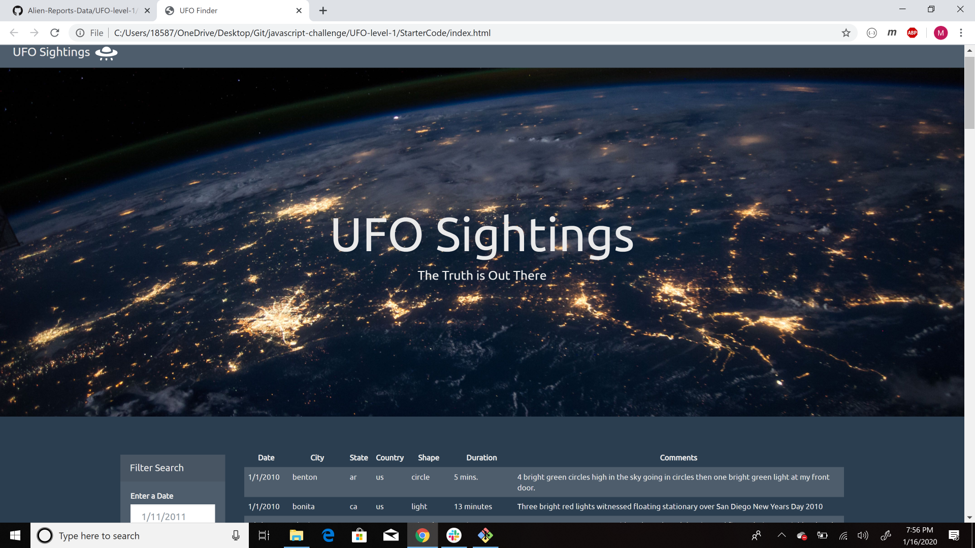 Alien-Reports-Data/UFO-level-1/
UFO Finder
File
C:/Users/18587/OneDrive/Desktop/Git/javascript-challenge/UFO-level-1/StarterCode/index.html
m
ABP
M
UFO Sightings
UFO Sightings
The Truth is Out There
Filter Search
Enter a Date
1/11/2011
Date City State Country Shape Duration Comments
1/1/2010 benton ar us circle 5 mins. 4 bright green circles high in the sky going in circles then one bright green light at my front
door.
1/1/2010 bonita ca us light 13 minutes Three bright red lights witnessed floating stationary over San Diego New Years Day 2010
Type here to search
7:56 PM
1/16/2020